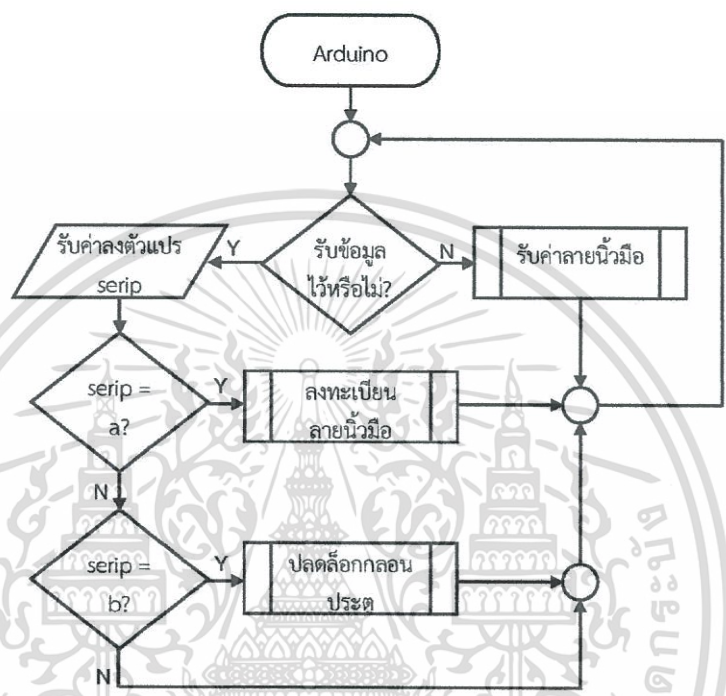 Arduino
รับค่าลงตัวแปร
serip
Y
รับข้อมูล
ไว้หรือไม่?
N
รับค่าลายนิ้วมือ
serip =
a?
Y
ลงทะเบียน
ลายนิ้วมือ
N
serip =
b?
Y
ปลดล็อกกลอน
ประตู
N